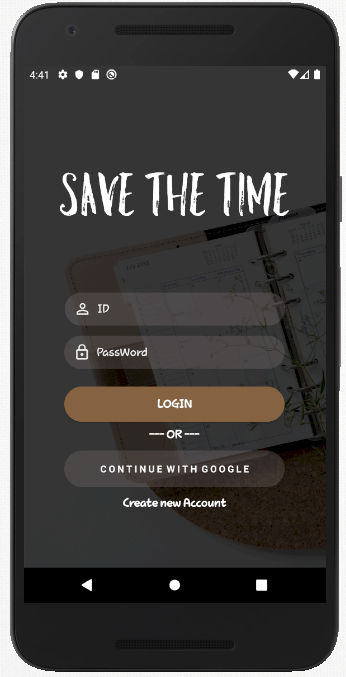 4:41
SAVE THE TIME
ID
PassWord
LOGIN
--- OR ---
CONTINUE WITH GOOGLE
Create new Account